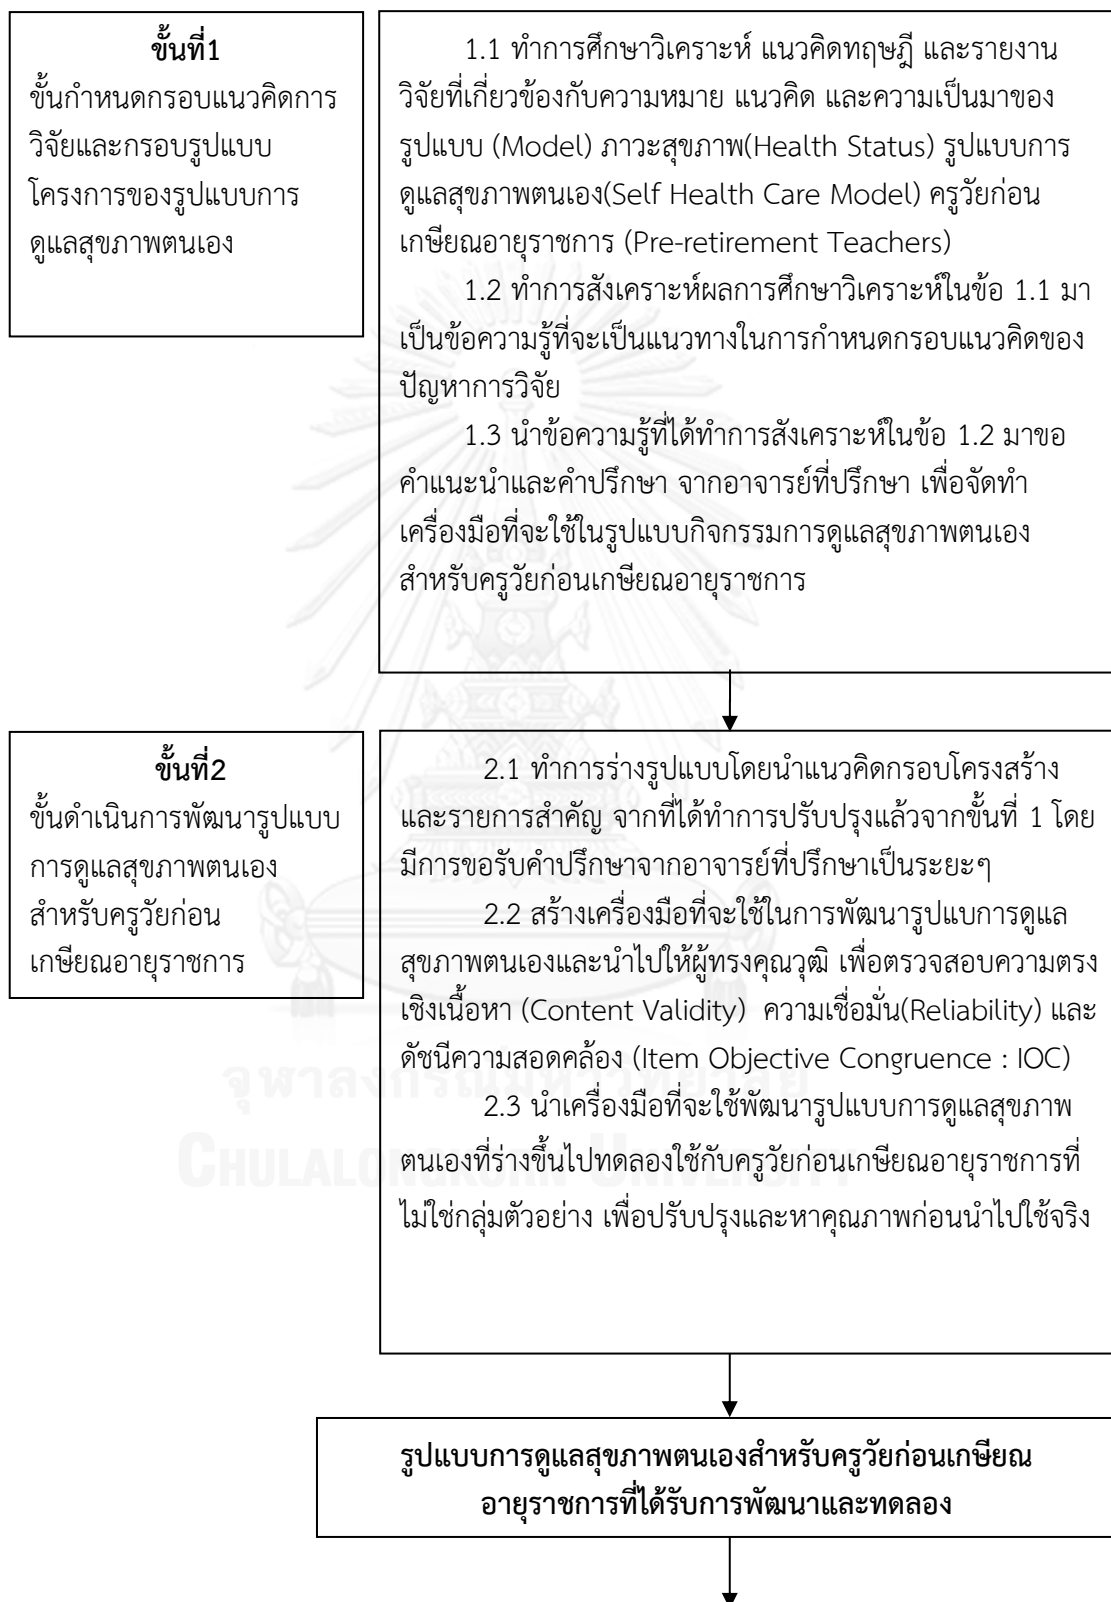 ขั้นที่1
ขั้นกำหนดกรอบแนวคิดการ
วิจัยและกรอบรูปแบบ
โครงการของรูปแบบการ
ดูแลสุขภาพตนเอง
1.1 ทำการศึกษาวิเคราะห์ แนวคิดทฤษฎี และรายงาน
วิจัยที่เกี่ยวข้องกับความหมาย แนวคิด และความเป็นมาของ
รูปแบบ (Model) ภาวะสุขภาพ(Health Status) รูปแบบการ
ดูแลสุขภาพตนเอง(Self Health Care Model) ครูวัยก่อน
เกษียณอายุราชการ (Pre-retirement Teachers)
1.2 ทำการสังเคราะห์ผลการศึกษาวิเคราะห์ในข้อ 1.1 มา
เป็นข้อความรู้ที่จะเป็นแนวทางในการกำหนดกรอบแนวคิดของ
ปัญหาการวิจัย
1.3 นำข้อความรู้ที่ได้ทำการสังเคราะห์ในข้อ 1.2 มาขอ
คำแนะนำและคำปรึกษา จากอาจารย์ที่ปรึกษา เพื่อจัดทำ
เครื่องมือที่จะใช้ในรูปแบบกิจกรรมการดูแลสุขภาพตนเอง
สำหรับครูวัยก่อนเกษียณอายุราชการ
ขั้นที่2
ขั้นดำเนินการพัฒนารูปแบบ
การดูแลสุขภาพตนเอง
สำหรับครูวัยก่อน
เกษียณอายุราชการ
2.1 ทำการร่างรูปแบบโดยนำแนวคิดกรอบโครงสร้าง
และรายการสำคัญ จากที่ได้ทำการปรับปรุงแล้วจากขั้นที่ 1 โดย
มีการขอรับคำปรึกษาจากอาจารย์ที่ปรึกษาเป็นระยะๆ
2.2 สร้างเครื่องมือที่จะใช้ในการพัฒนารูปแบการดูแล
สุขภาพตนเองและนำไปให้ผู้ทรงคุณวุฒิ เพื่อตรวจสอบความตรง
เชิงเนื้อหา (Content Validity) ความเชื่อมั่น(Reliability) และ
ดัชนีความสอดคล้อง (Item Objective Congruence : IOC)
2.3 นำเครื่องมือที่จะใช้พัฒนารูปแบบการดูแลสุขภาพ
ตนเองที่ร่างขึ้นไปทดลองใช้กับครูวัยก่อนเกษียณอายุราชการที่
ไม่ใช่กลุ่มตัวอย่าง เพื่อปรับปรุงและหาคุณภาพก่อนนำไปใช้จริง
จุฬาลงกรณ์มหาวิทยาลัย
CHULALONGKORN UNIVERSITY
รูปแบบการดูแลสุขภาพตนเองสำหรับครูวัยก่อนเกษียณ
อายุราชการที่ได้รับการพัฒนาและทดลอง